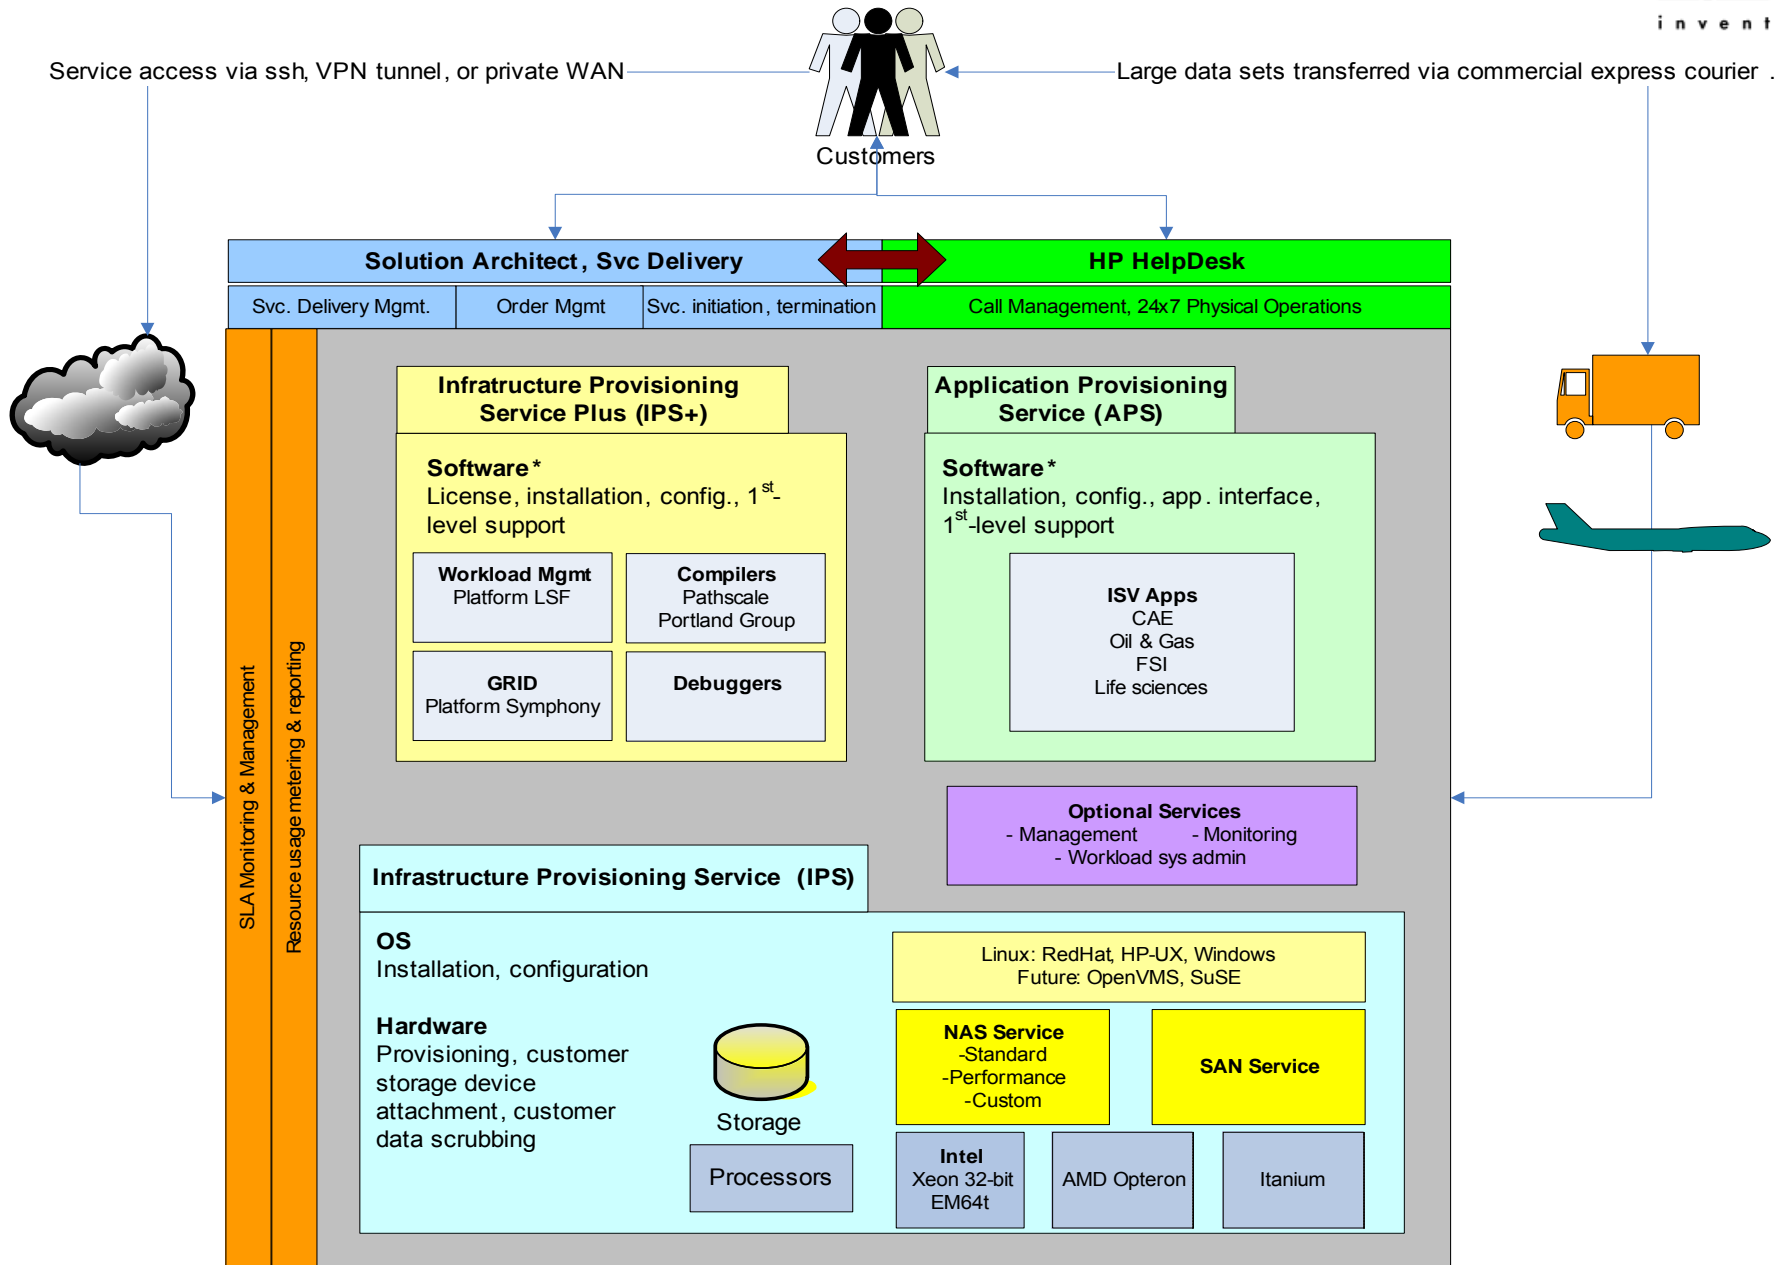 i n v e n t
Service access via ssh, VPN tunnel, or private WAN
Large data sets transferred via commercial express courier .
Customers
Solution Architect, Svc Delivery
HP HelpDesk
Svc. Delivery Mgmt.
Order Mgmt
Svc. initiation, termination
Call Management, 24x7 Physical Operations
SLA Monitoring & Management
Resource usage metering & reporting
Infratructure Provisioning
Service Plus (IPS+)
Software*
License, installation, config., 1st-
level support
Workload Mgmt
Platform LSF
Compilers
Pathscale
Portland Group
GRID
Platform Symphony
Debuggers
Application Provisioning
Service (APS)
Software*
Installation, config., app. interface,
1st-level support
ISV Apps
CAE
Oil & Gas
FSI
Life sciences
Optional Services
- Management - Monitoring
- Workload sys admin
Infrastructure Provisioning Service (IPS)
OS
Installation, configuration
Hardware
Provisioning, customer
storage device
attachment, customer
data scrubbing
Storage
Processors
Linux: RedHat, HP-UX, Windows
Future: OpenVMS, SuSE
NAS Service
-Standard
-Performance
-Custom
SAN Service
Intel
Xeon 32-bit
EM64t
AMD Opteron
Itanium